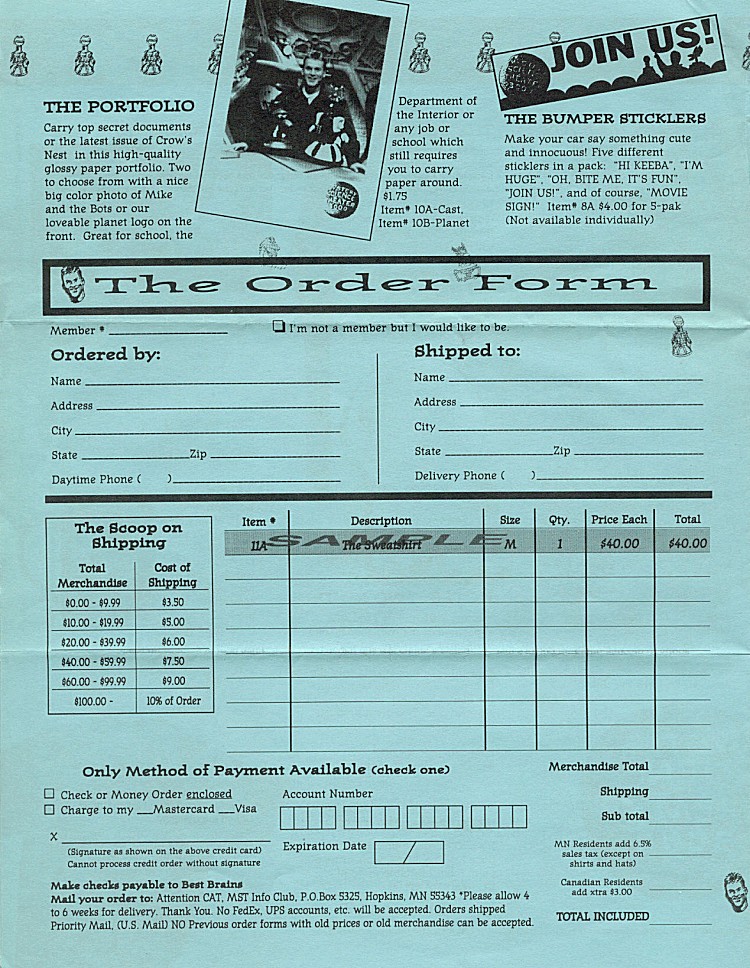 JOIN US!
THE PORTFOLIO
Carry top secret documents
or the latest issue of Crow's
Nest in this high-quality
glossy paper portfolio. Two
to choose from with a nice
big color photo of Mike
and the Bots or our
loveable planet logo on the
front. Great for school, the
Department of
the Interior or
any job or
school which
still requires
you to carry
paper around.
$1.75
Item# 10A-Cast,
Item# 10B-Planet
THE BUMPER STICKLERS
Make your car say something cute
and innocuous! Five different
sticklers in a pack: "HI KEEBA", "I'M
HUGE", "OH, BITE ME, IT'S FUN",
"JOIN US!", and of course, "MOVIE
SIGN!" Item# 8A $4.00 for 5-pak
(Not available individually)
The Order Form
Member #
I'm not a member but I would like to be.
Ordered by:
Name
Address
City
State Zip
Daytime Phone ( )
Shipped to:
Name
Address
City
State Zip
Delivery Phone ( )
The Scoop on
Shipping
Total
Merchandise
Cost of
Shipping
$0.00 - $9.99 $3.50
$10.00 - $19.99 $5.00
$20.00 - $39.99 $6.00
$40.00 - $59.99 $7.50
$60.00 - $99.99 $9.00
$100.00 - 10% of Order
Item # Description Size Qty. Price Each Total
SAMPLE
11A The Sweatshirt M 1 $40.00 $40.00
Only Method of Payment Available (check one)
Check or Money Order enclosed
Charge to my ___Mastercard ___Visa
X
(Signature as shown on the above credit card)
Cannot process credit order without signature
Account Number
Expiration Date /
Merchandise Total
Shipping
Sub total
MN Residents add 6.5%
sales tax (except on
shirts and hats)
Canadian Residents
add xtra $3.00
TOTAL INCLUDED
Make checks payable to Best Brains
Mail your order to: Attention CAT, MST Info Club, P.O.Box 5325, Hopkins, MN 55343 *Please allow 4
to 6 weeks for delivery. Thank You. No FedEx, UPS accounts, etc. will be accepted. Orders shipped
Priority Mail, (U.S. Mail) NO Previous order forms with old prices or old merchandise can be accepted.